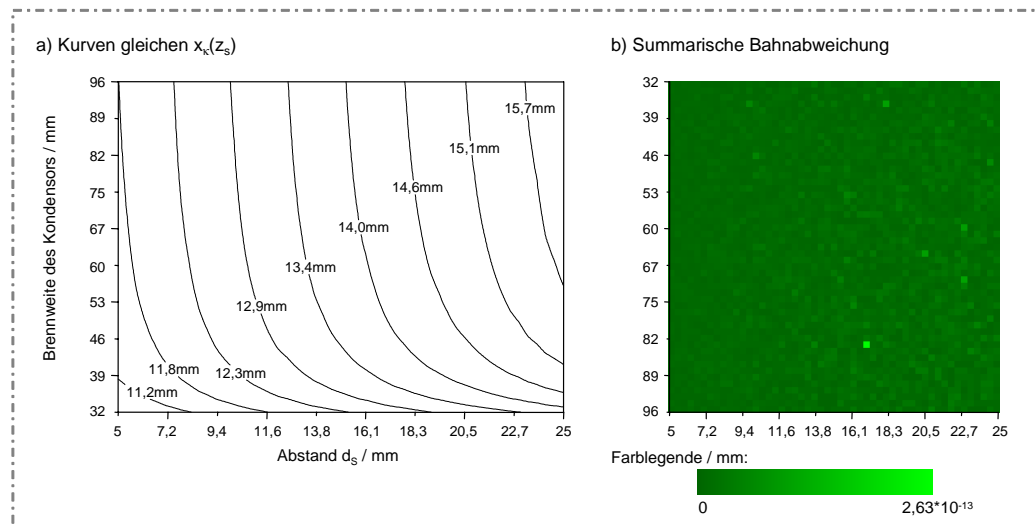 a) Kurven gleichen xκ(zs)
Brennweite des Kondensors / mm
96
89
82
75
67
60
53
46
39
32
15,7mm
15,1mm
14,6mm
14,0mm
13,4mm
12,9mm
12,3mm
11,8mm
11,2mm
5 7,2 9,4 11,6 13,8 16,1 18,3 20,5 22,7 25
Abstand dS / mm
b) Summarische Bahnabweichung
32
39
46
53
60
67
75
82
89
96
5 7,2 9,4 11,6 13,8 16,1 18,3 20,5 22,7 25
Farblegende / mm:
0 2,63*10⁻¹³